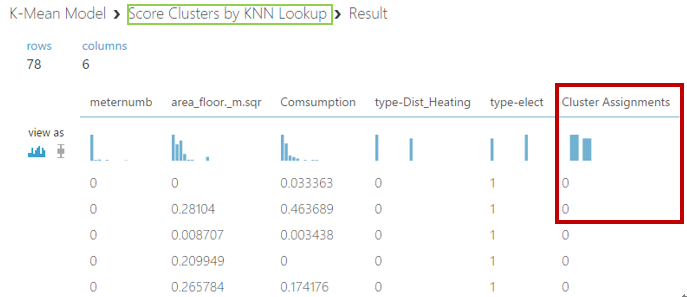 K-Mean Model > Score Clusters by KNN Lookup > Result
rows columns
78 6
meternumb area_floor._m.sqr Comsumption type-Dist_Heating type-elect Cluster Assignments
view as
0 0 0.033363 0 1 0
0 0.28104 0.463689 0 1 0
0 0.008707 0.003438 0 1 0
0 0.209949 0 0 1 0
0 0.265784 0.174176 0 1 0